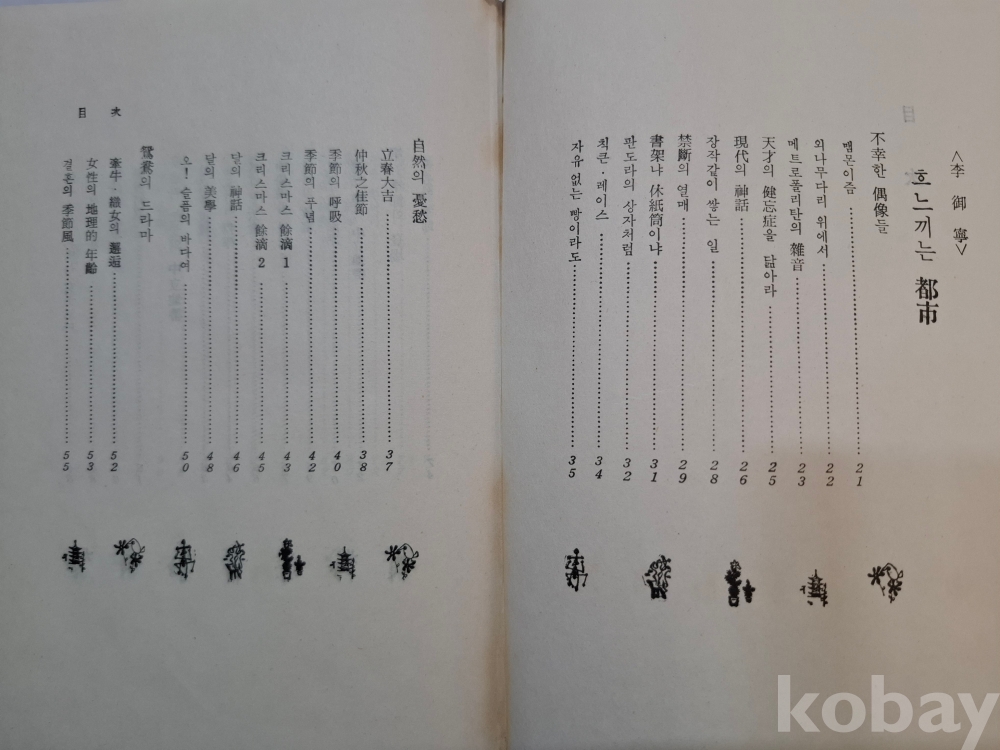 <李御寧>
흐느끼는 都市
不幸한 偶像들
맴몬이즘 21
외나무다리 위에서 22
메트로폴리탄의 雜音 23
天才의 健忘症을 닮아라 25
現代의 神話 26
장작같이 쌓는 일 28
禁斷의 열매 29
書架냐 休紙筒이냐 31
판도라의 상자처럼 32
칰큰·레이스 34
자유 없는 빵이라도 35
自然의 憂愁
立春大吉 37
仲秋之佳節 38
季節의 呼吸 40
季節의 푸념 42
크리스마스 餘滴 1 43
크리스마스 餘滴 2 45
달의 神話 46
달의 美學 48
오! 슬픔의 바다여 50
鴛鴦의 드라마
牽牛·織女의 邂逅 52
女性의 地理的 年齡 53
결혼의 季節風 55
目次
kobay